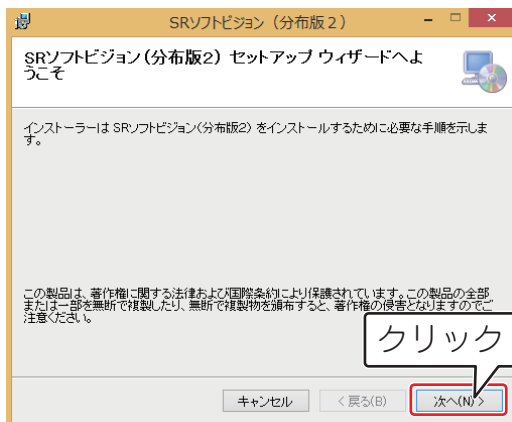 SRソフトビジョン（分布版２）
SRソフトビジョン(分布版2) セットアップ ウィザードへよ
うこそ
インストーラーは SRソフトビジョン(分布版2) をインストールするために必要な手順を示しま
す。
この製品は、著作権に関する法律および国際条約により保護されています。この製品の全部
または一部を無断で複製したり、無断で複製物を頒布すると、著作権の侵害となりますのでご
注意ください。
クリック
キャンセル
< 戻る(B)
次へ(N) >